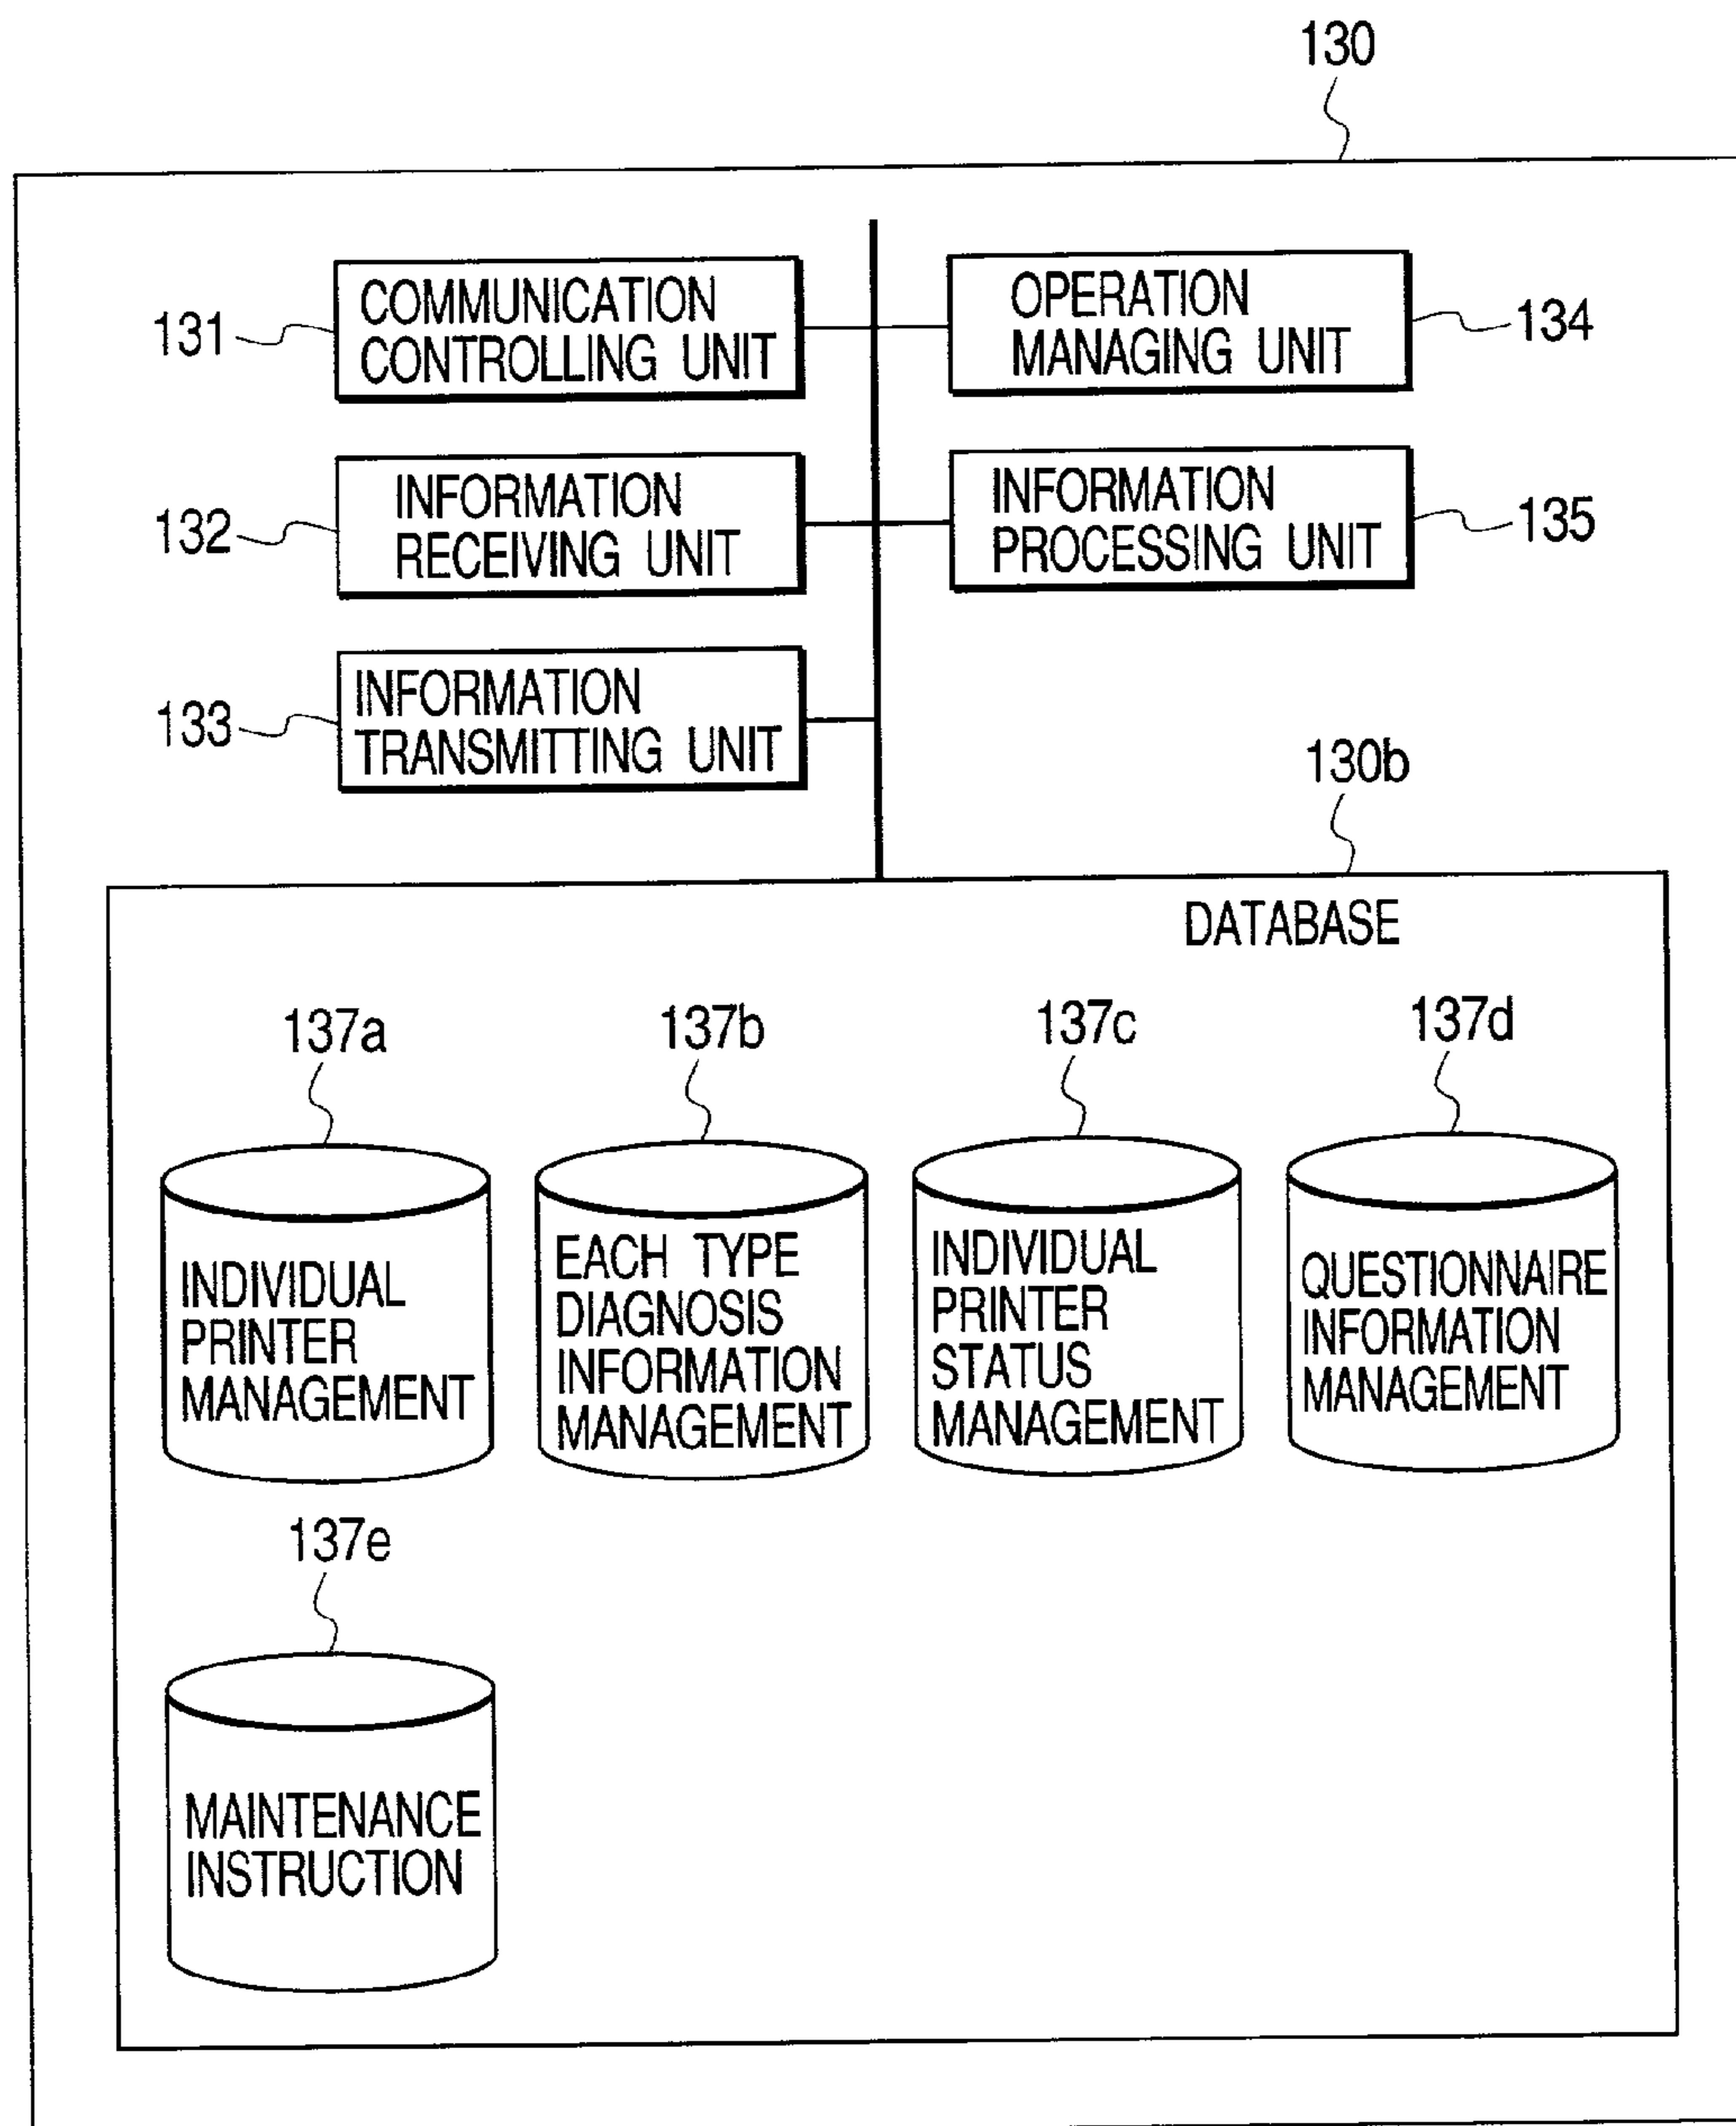 130
131
COMMUNICATION
CONTROLLING UNIT
OPERATION
MANAGING UNIT
134
132
INFORMATION
RECEIVING UNIT
INFORMATION
PROCESSING UNIT
135
133
INFORMATION
TRANSMITTING UNIT
130b
DATABASE
137a
137b
137c
137d
INDIVIDUAL
PRINTER
MANAGEMENT
EACH TYPE
DIAGNOSIS
INFORMATION
MANAGEMENT
INDIVIDUAL
PRINTER
STATUS
MANAGEMENT
QUESTIONNAIRE
INFORMATION
MANAGEMENT
137e
MAINTENANCE
INSTRUCTION